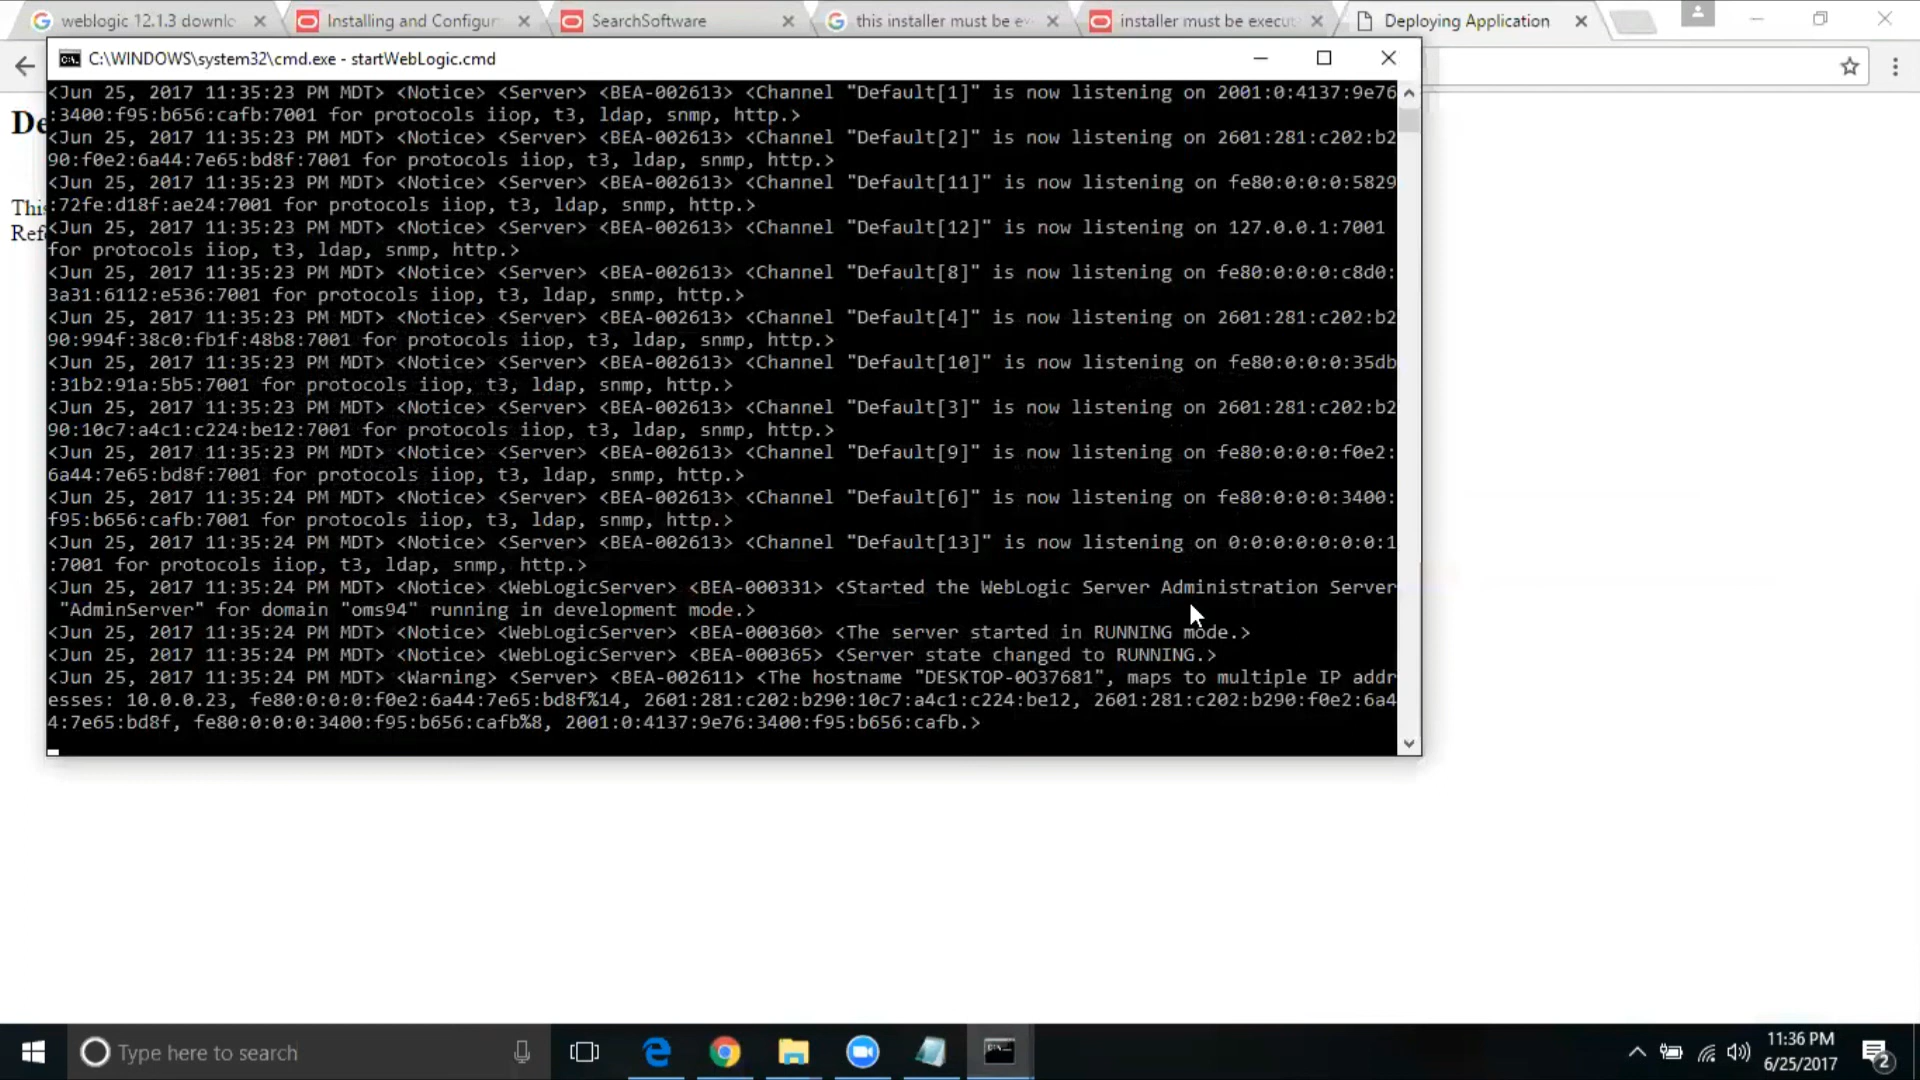 weblogic 12.1.3 downlo
Installing and Configur
SearchSoftware
this installer must be e
installer must be execut
Deploying Application
C:\WINDOWS\system32\cmd.exe - startWebLogic.cmd
De
This
Refe
<Jun 25, 2017 11:35:23 PM MDT> <Notice> <Server> <BEA-002613> <Channel "Default[1]" is now listening on 2001:0:4137:9e76
:3400:f95:b656:cafb:7001 for protocols iiop, t3, ldap, snmp, http.>
<Jun 25, 2017 11:35:23 PM MDT> <Notice> <Server> <BEA-002613> <Channel "Default[2]" is now listening on 2601:281:c202:b2
90:f0e2:6a44:7e65:bd8f:7001 for protocols iiop, t3, ldap, snmp, http.>
<Jun 25, 2017 11:35:23 PM MDT> <Notice> <Server> <BEA-002613> <Channel "Default[11]" is now listening on fe80:0:0:0:5829
:72fe:d18f:ae24:7001 for protocols iiop, t3, ldap, snmp, http.>
<Jun 25, 2017 11:35:23 PM MDT> <Notice> <Server> <BEA-002613> <Channel "Default[12]" is now listening on 127.0.0.1:7001
for protocols iiop, t3, ldap, snmp, http.>
<Jun 25, 2017 11:35:23 PM MDT> <Notice> <Server> <BEA-002613> <Channel "Default[8]" is now listening on fe80:0:0:0:c8d0:
3a31:6112:e536:7001 for protocols iiop, t3, ldap, snmp, http.>
<Jun 25, 2017 11:35:23 PM MDT> <Notice> <Server> <BEA-002613> <Channel "Default[4]" is now listening on 2601:281:c202:b2
90:994f:38c0:fb1f:48b8:7001 for protocols iiop, t3, ldap, snmp, http.>
<Jun 25, 2017 11:35:23 PM MDT> <Notice> <Server> <BEA-002613> <Channel "Default[10]" is now listening on fe80:0:0:0:35db
:31b2:91a:5b5:7001 for protocols iiop, t3, ldap, snmp, http.>
<Jun 25, 2017 11:35:23 PM MDT> <Notice> <Server> <BEA-002613> <Channel "Default[3]" is now listening on 2601:281:c202:b2
90:10c7:a4c1:c224:be12:7001 for protocols iiop, t3, ldap, snmp, http.>
<Jun 25, 2017 11:35:23 PM MDT> <Notice> <Server> <BEA-002613> <Channel "Default[9]" is now listening on fe80:0:0:0:f0e2:
6a44:7e65:bd8f:7001 for protocols iiop, t3, ldap, snmp, http.>
<Jun 25, 2017 11:35:24 PM MDT> <Notice> <Server> <BEA-002613> <Channel "Default[6]" is now listening on fe80:0:0:0:3400:
f95:b656:cafb:7001 for protocols iiop, t3, ldap, snmp, http.>
<Jun 25, 2017 11:35:24 PM MDT> <Notice> <Server> <BEA-002613> <Channel "Default[13]" is now listening on 0:0:0:0:0:0:0:1
:7001 for protocols iiop, t3, ldap, snmp, http.>
<Jun 25, 2017 11:35:24 PM MDT> <Notice> <WebLogicServer> <BEA-000331> <Started the WebLogic Server Administration Server
"AdminServer" for domain "oms94" running in development mode.>
<Jun 25, 2017 11:35:24 PM MDT> <Notice> <WebLogicServer> <BEA-000360> <The server started in RUNNING mode.>
<Jun 25, 2017 11:35:24 PM MDT> <Notice> <WebLogicServer> <BEA-000365> <Server state changed to RUNNING.>
<Jun 25, 2017 11:35:24 PM MDT> <Warning> <Server> <BEA-002611> <The hostname "DESKTOP-0O37681", maps to multiple IP addr
esses: 10.0.0.23, fe80:0:0:0:f0e2:6a44:7e65:bd8f%14, 2601:281:c202:b290:10c7:a4c1:c224:be12, 2601:281:c202:b290:f0e2:6a4
4:7e65:bd8f, fe80:0:0:0:3400:f95:b656:cafb%8, 2001:0:4137:9e76:3400:f95:b656:cafb.>
Type here to search
11:36 PM
6/25/2017
2